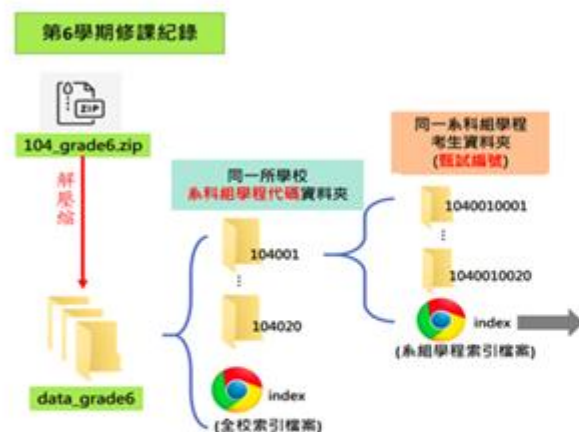 第6學期修課紀錄
ZIP
104_grade6.zip
解壓縮
data_grade6
同一所學校
系科組學程代碼資料夾
104001
⋮
104020
index
(全校索引檔案)
同一系科組學程
考生資料夾
(甄試編號)
1040010001
⋮
1040010020
index
(系組學程索引檔案)